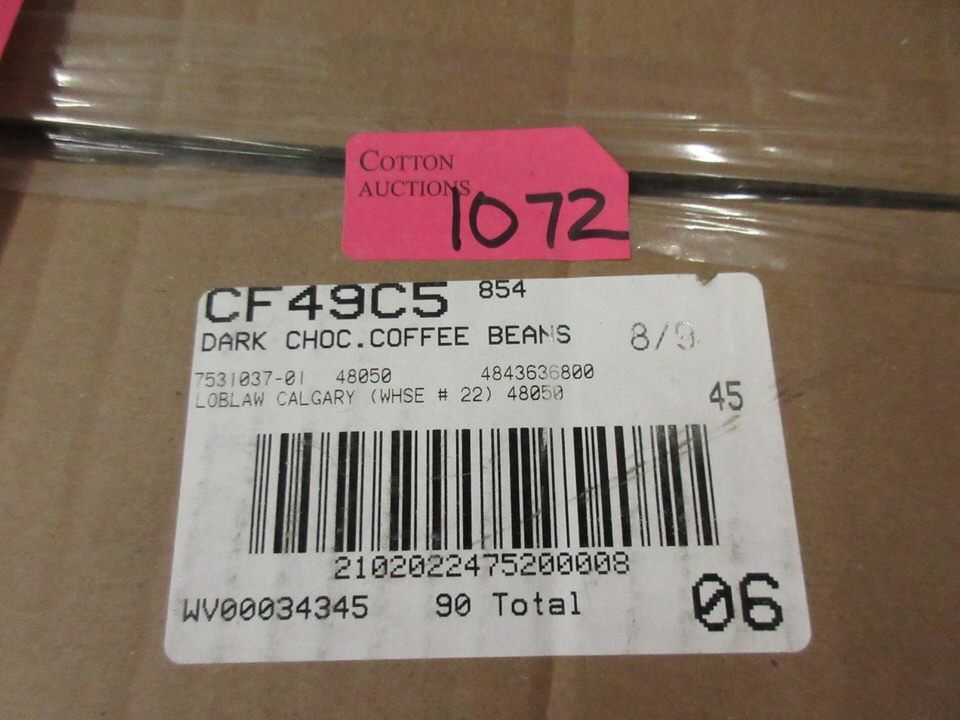 COTTON
AUCTIONS
1072
CF49C5 854
DARK CHOC.COFFEE BEANS 8/9
7531037-01 48050 4843636800
LOBLAW CALGARY (WHSE # 22) 48050
45
2102022475200008
WV00034345 90 Total 06